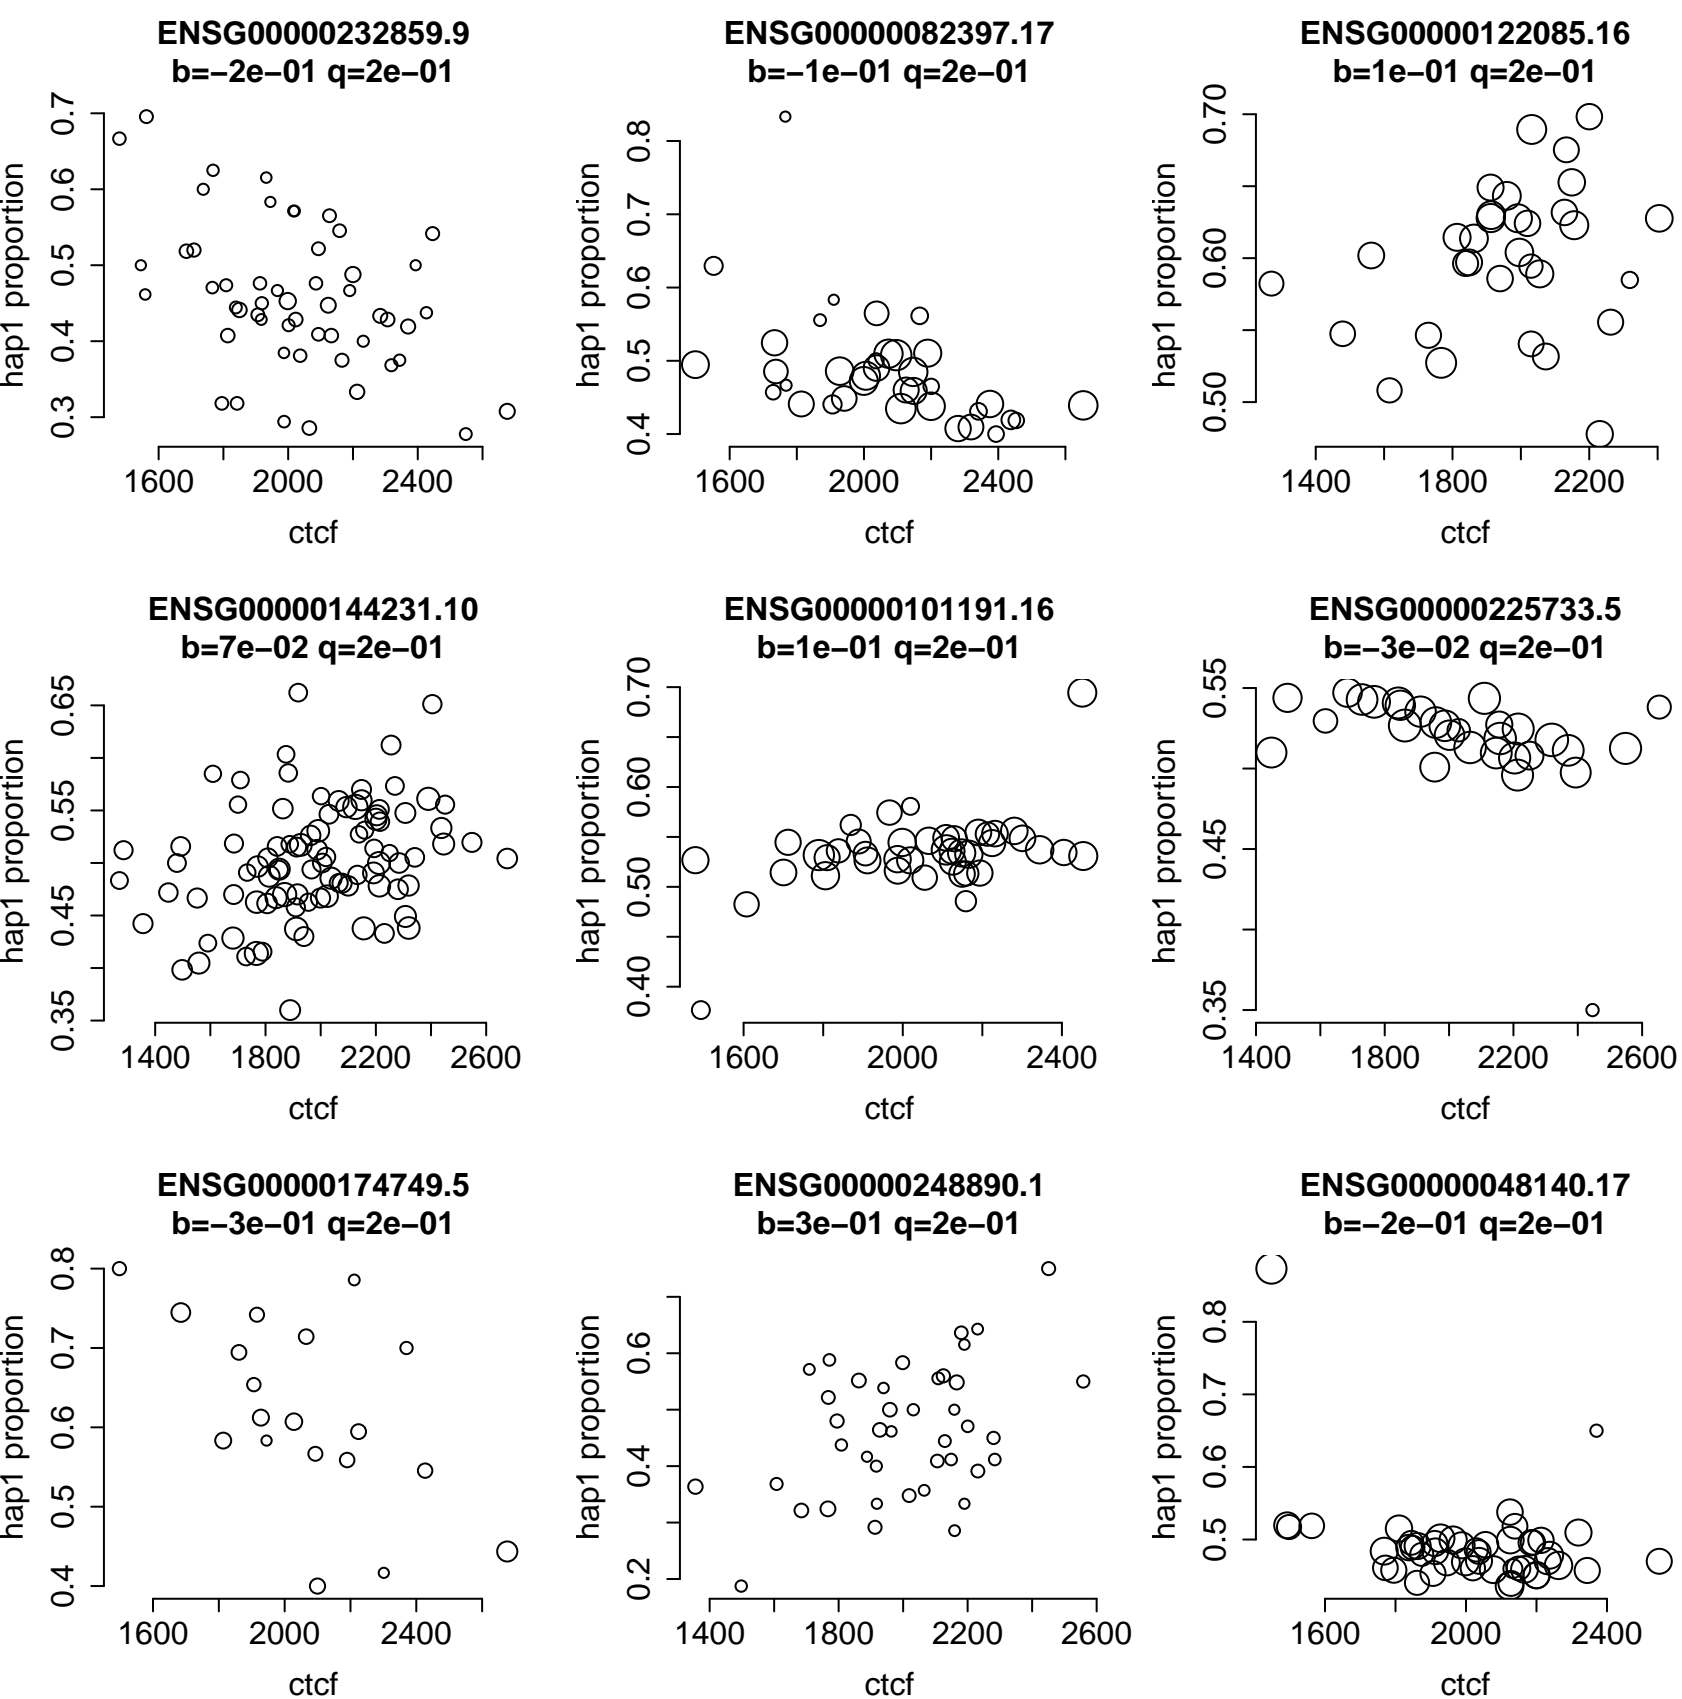 ENSG00000232859.9
b=−2e−01 q=2e−01
hap1 proportion
0.3 0.4 0.5 0.6 0.7
1600 2000 2400
ctcf
ENSG00000082397.17
b=−1e−01 q=2e−01
hap1 proportion
0.4 0.5 0.6 0.7 0.8
1600 2000 2400
ctcf
ENSG00000122085.16
b=1e−01 q=2e−01
hap1 proportion
0.50 0.60 0.70
1400 1800 2200
ctcf
ENSG00000144231.10
b=7e−02 q=2e−01
hap1 proportion
0.35 0.45 0.55 0.65
1400 1800 2200 2600
ctcf
ENSG00000101191.16
b=1e−01 q=2e−01
hap1 proportion
0.40 0.50 0.60 0.70
1600 2000 2400
ctcf
ENSG00000225733.5
b=−3e−02 q=2e−01
hap1 proportion
0.35 0.45 0.55
1400 1800 2200 2600
ctcf
ENSG00000174749.5
b=−3e−01 q=2e−01
hap1 proportion
0.4 0.5 0.6 0.7 0.8
1600 2000 2400
ctcf
ENSG00000248890.1
b=3e−01 q=2e−01
hap1 proportion
0.2 0.4 0.6
1400 1800 2200 2600
ctcf
ENSG00000048140.17
b=−2e−01 q=2e−01
hap1 proportion
0.5 0.6 0.7 0.8
1600 2000 2400
ctcf